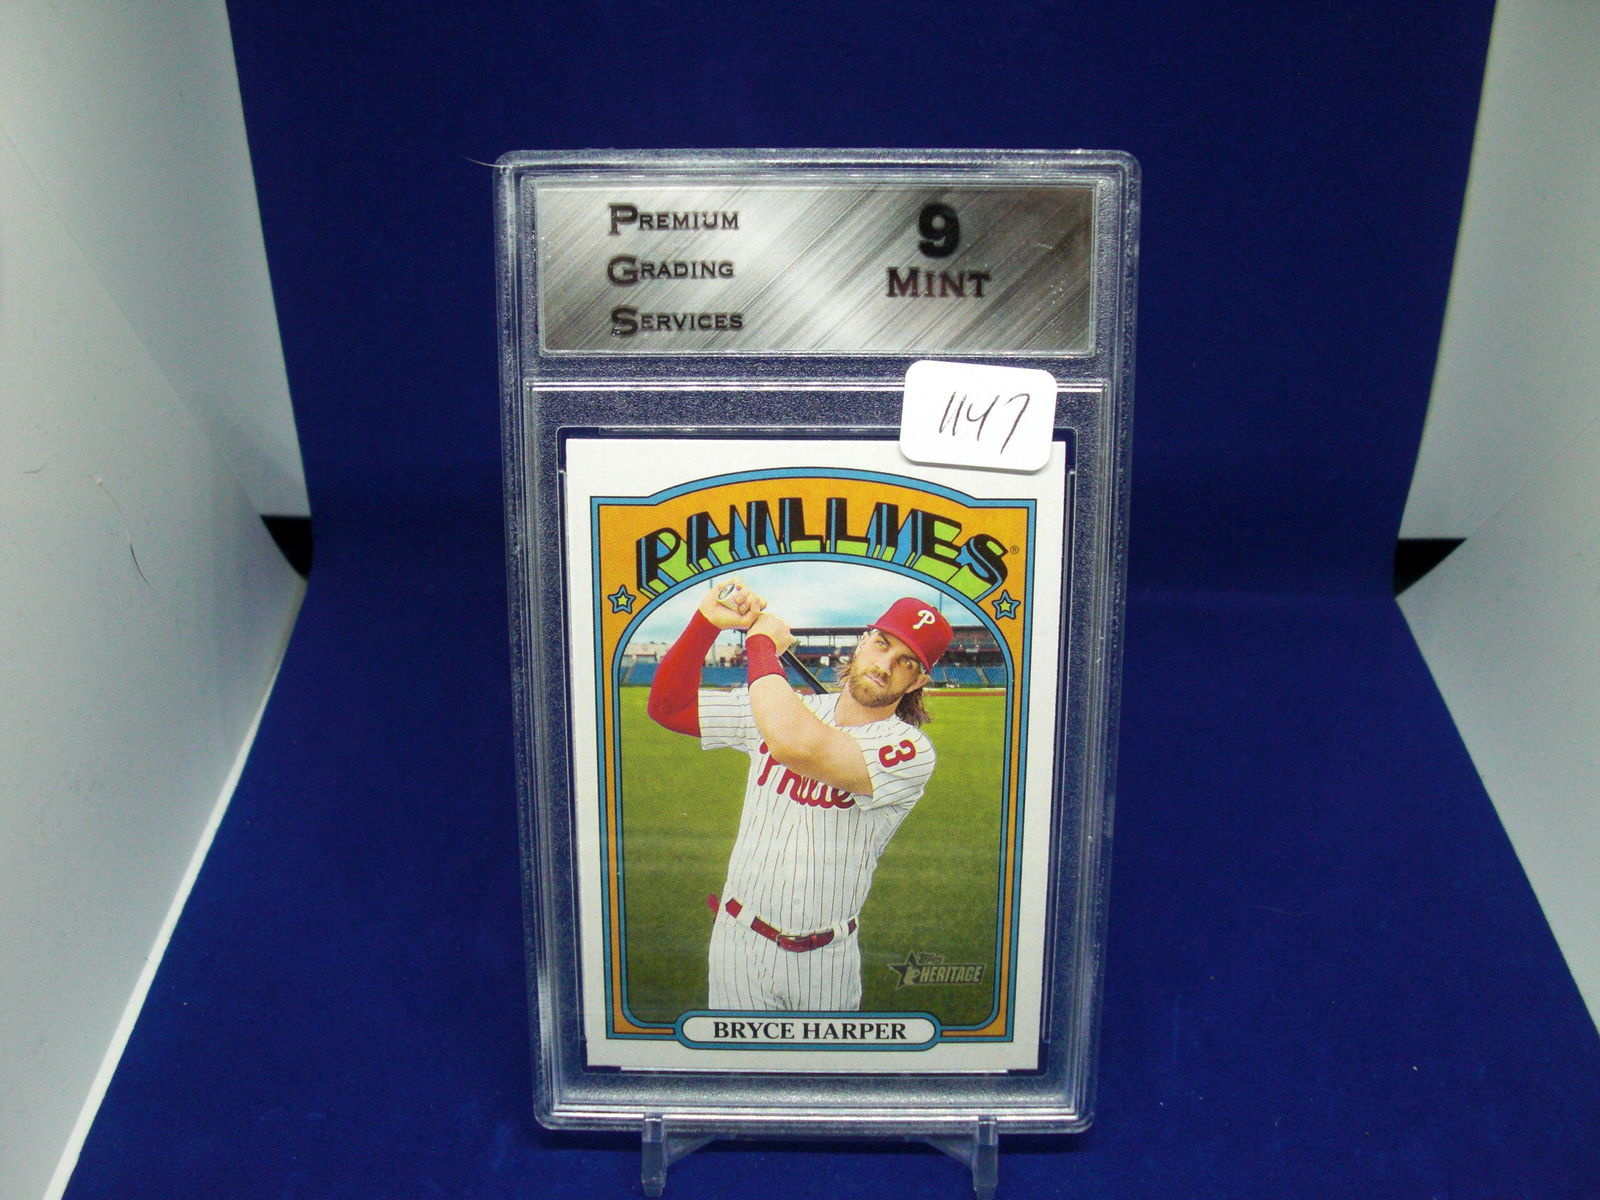 PREMIUM
GRADING
SERVICES
9
MINT
1147
PHILLIES®
P
3
Phillies
Topps
HERITAGE
BRYCE HARPER